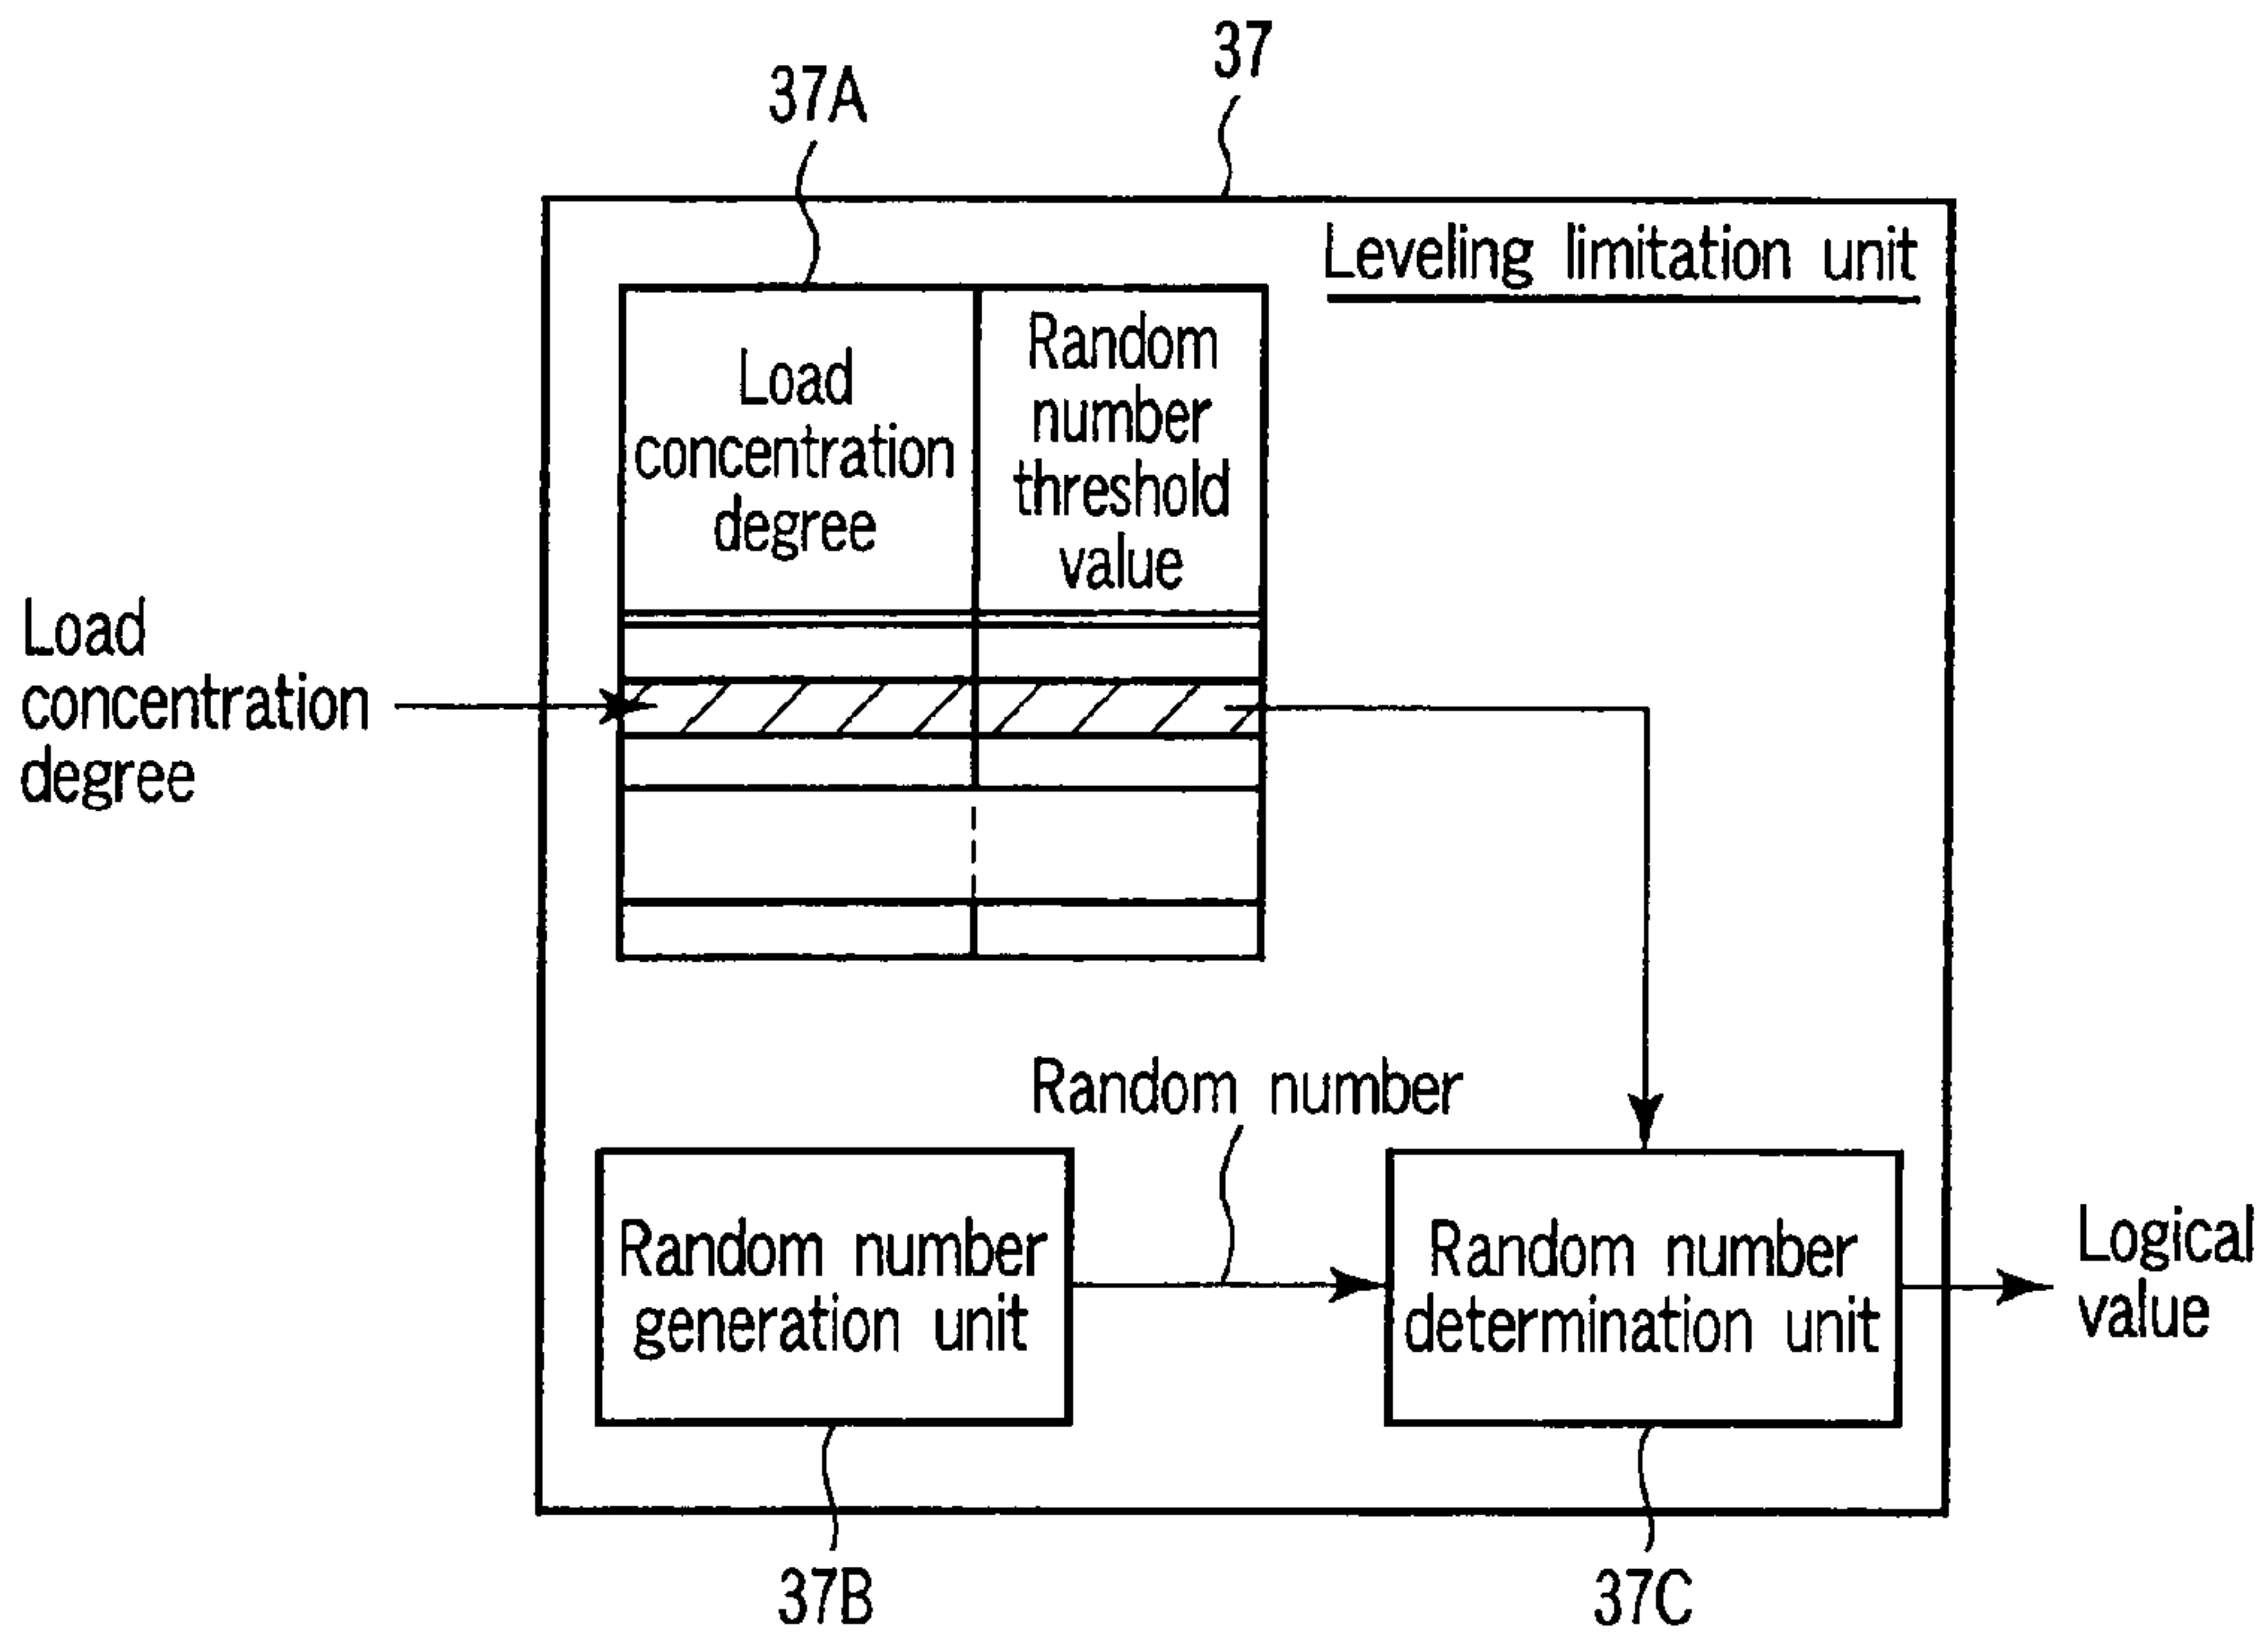 37
37A
Leveling limitation unit
Load
concentration
degree
Random
number
threshold
value
Load
concentration
degree
Random number
Random number
generation unit
Random number
determination unit
Logical
value
37B
37C